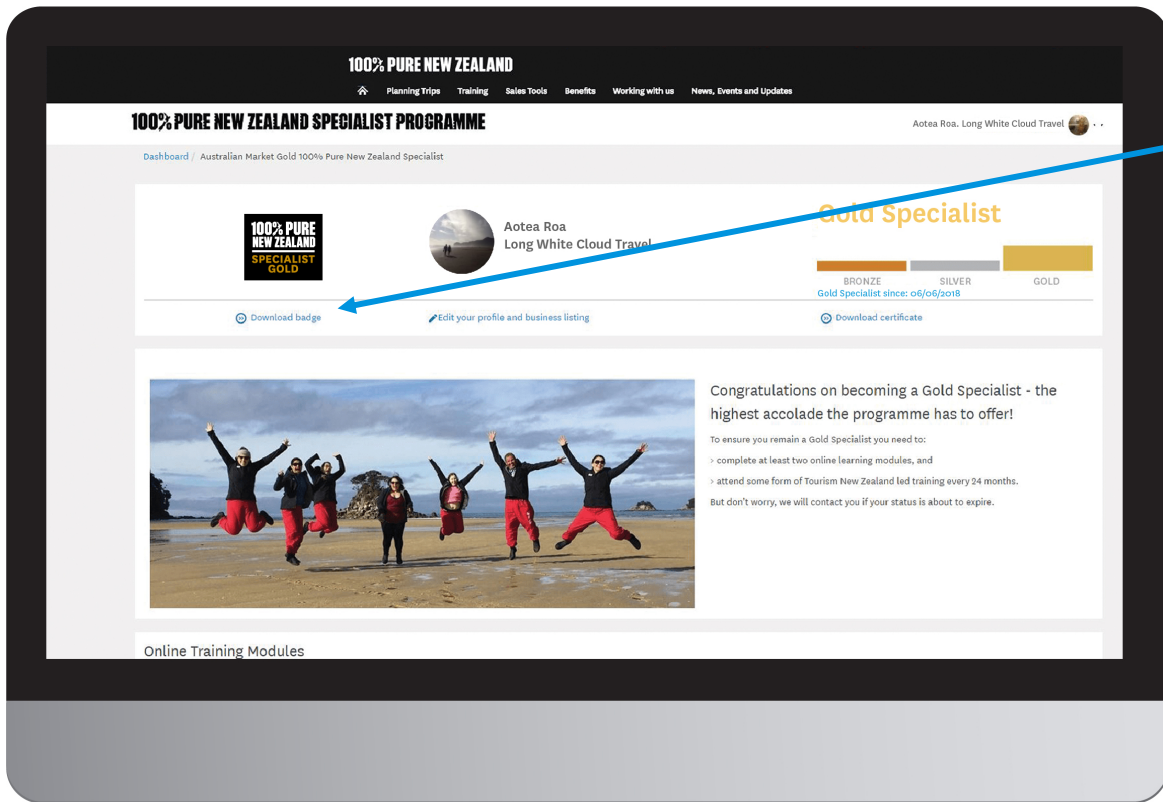 100% PURE NEW ZEALAND
Planning Trips Training Sales Tools Benefits Working with us News, Events and Updates
100% PURE NEW ZEALAND SPECIALIST PROGRAMME
Aotea Roa. Long White Cloud Travel
Dashboard / Australian Market Gold 100% Pure New Zealand Specialist
100% PURE
NEW ZEALAND
SPECIALIST
GOLD
Aotea Roa
Long White Cloud Travel
Gold Specialist
BRONZE SILVER GOLD
Gold Specialist since: 06/06/2018
Download badge
Edit your profile and business listing
Download certificate
Congratulations on becoming a Gold Specialist - the
highest accolade the programme has to offer!
To ensure you remain a Gold Specialist you need to:
> complete at least two online learning modules, and
> attend some form of Tourism New Zealand led training every 24 months.
But don't worry, we will contact you if your status is about to expire.
Online Training Modules